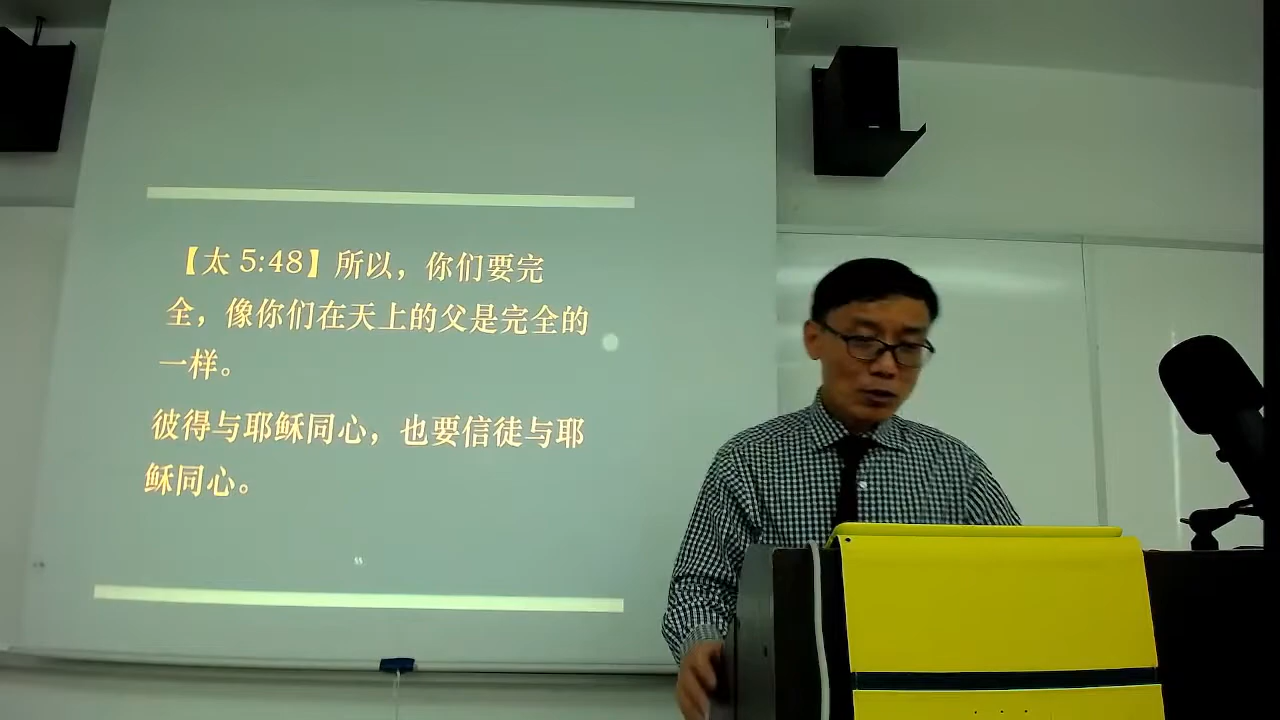 【太 5:48】所以，你们要完
全，像你们在天上的父是完全的
一样。
彼得与耶稣同心，也要信徒与耶
稣同心。